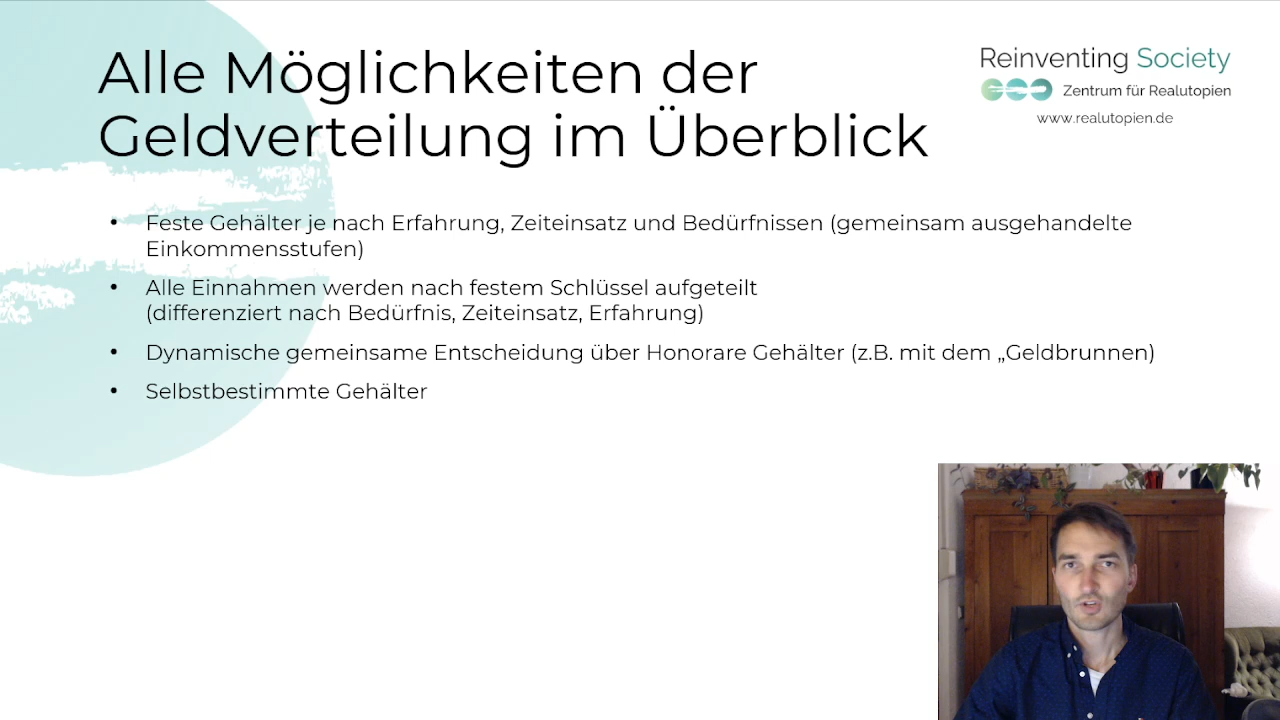 Alle Möglichkeiten der
Geldverteilung im Überblick
Reinventing Society
Zentrum für Realutopien
www.realutopien.de
• Feste Gehälter je nach Erfahrung, Zeiteinsatz und Bedürfnissen (gemeinsam ausgehandelte
Einkommensstufen)
• Alle Einnahmen werden nach festem Schlüssel aufgeteilt
(differenziert nach Bedürfnis, Zeiteinsatz, Erfahrung)
• Dynamische gemeinsame Entscheidung über Honorare Gehälter (z.B. mit dem „Geldbrunnen)
• Selbstbestimmte Gehälter